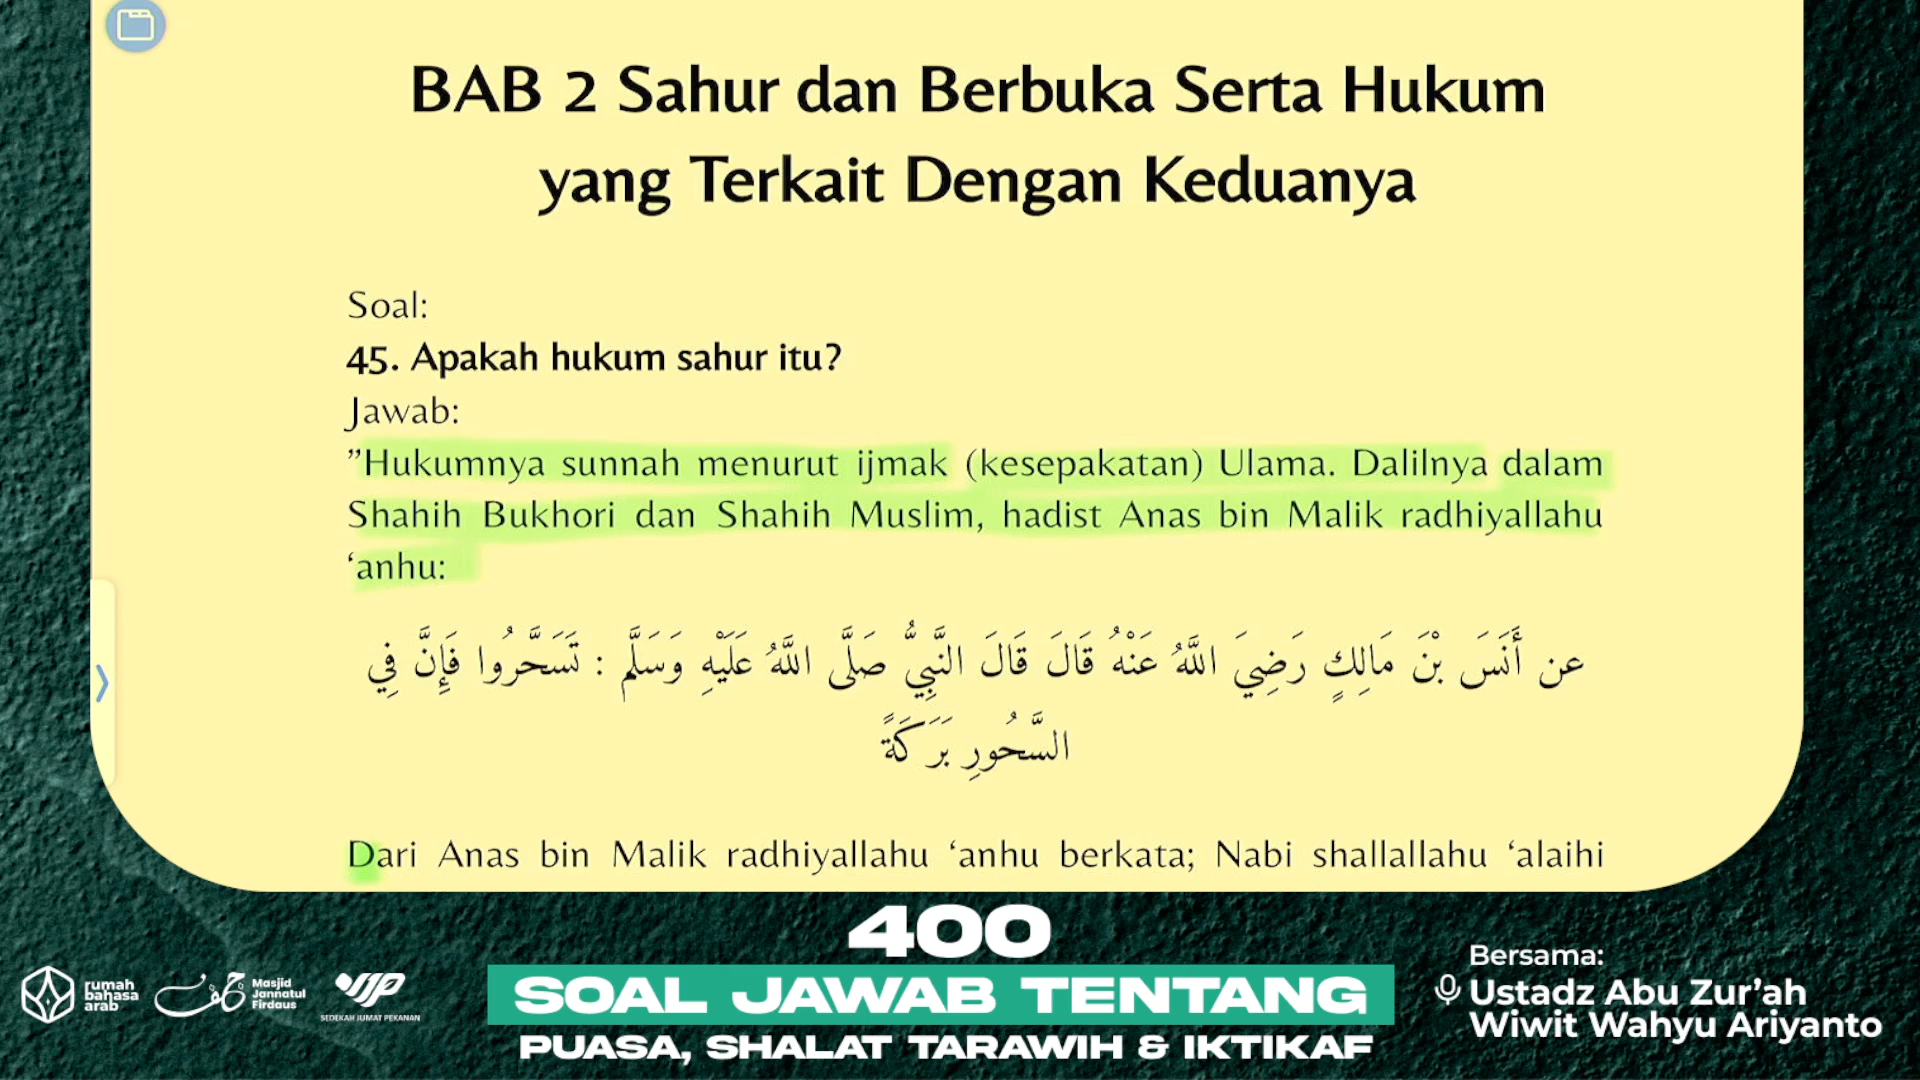 BAB 2 Sahur dan Berbuka Serta Hukum
yang Terkait Dengan Keduanya
Soal:
45. Apakah hukum sahur itu?
Jawab:
”Hukumnya sunnah menurut ijmak (kesepakatan) Ulama. Dalilnya dalam
Shahih Bukhori dan Shahih Muslim, hadist Anas bin Malik radhiyallahu
‘anhu:
عن أَنَسَ بْنَ مَالِكٍ رَضِيَ اللَّهُ عَنْهُ قَالَ قَالَ النَّبِيُّ صَلَّى اللَّهُ عَلَيْهِ وَسَلَّمَ : تَسَحَّرُوا فَإِنَّ فِي
السَّحُورِ بَرَكَةً
Dari Anas bin Malik radhiyallahu ‘anhu berkata; Nabi shallallahu ‘alaihi
400
SOAL JAWAB TENTANG
PUASA, SHALAT TARAWIH & IKTIKAF
rumah
bahasa
arab
Masjid
Jannatul
Firdaus
SJP
SEDEKAH JUMAT PEKANAN
Bersama:
Ustadz Abu Zur’ah
Wiwit Wahyu Ariyanto